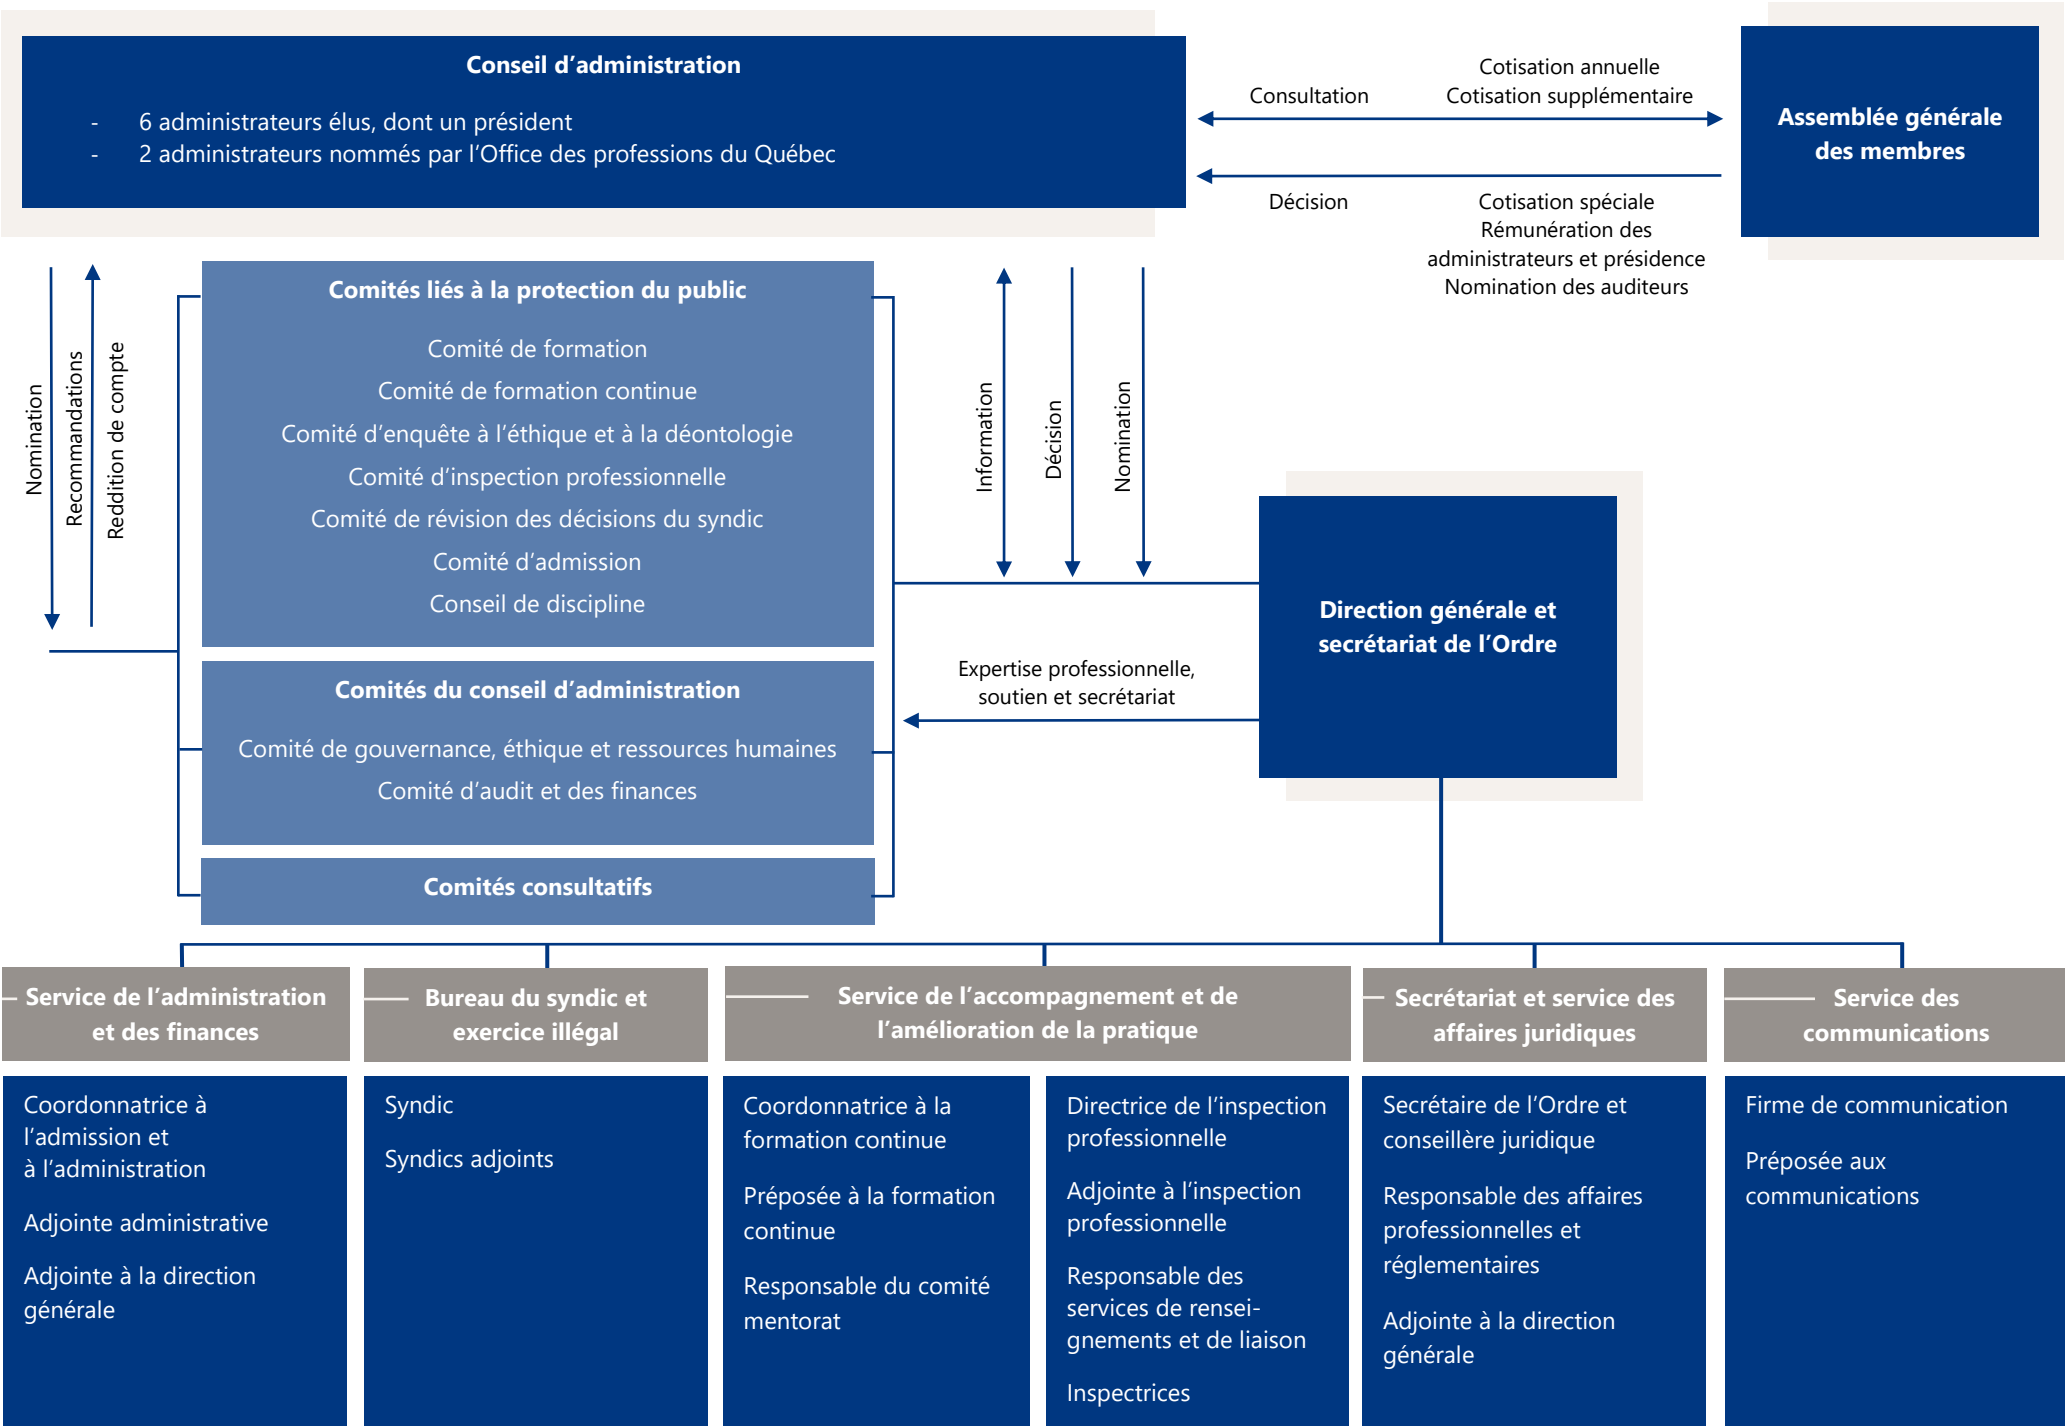 Conseil d’administration
- 6 administrateurs élus, dont un président
- 2 administrateurs nommés par l’Office des professions du Québec
Consultation
Cotisation annuelle
Cotisation supplémentaire
Décision
Cotisation spéciale
Rémunération des
administrateurs et présidence
Nomination des auditeurs
Assemblée générale
des membres
Nomination
Recommandations
Reddition de compte
Comités liés à la protection du public
Comité de formation
Comité de formation continue
Comité d’enquête à l’éthique et à la déontologie
Comité d’inspection professionnelle
Comité de révision des décisions du syndic
Comité d’admission
Conseil de discipline
Comités du conseil d’administration
Comité de gouvernance, éthique et ressources humaines
Comité d’audit et des finances
Comités consultatifs
Information
Décision
Nomination
Expertise professionnelle,
soutien et secrétariat
Direction générale et
secrétariat de l’Ordre
Service de l’administration
et des finances
Coordonnatrice à
l’admission et
à l’administration
Adjointe administrative
Adjointe à la direction
générale
Bureau du syndic et
exercice illégal
Syndic
Syndics adjoints
Service de l’accompagnement et de
l’amélioration de la pratique
Coordonnatrice à la
formation continue
Préposée à la formation
continue
Responsable du comité
mentorat
Directrice de l’inspection
professionnelle
Adjointe à l’inspection
professionnelle
Responsable des
services de rensei-
gnements et de liaison
Inspectrices
Secrétariat et service des
affaires juridiques
Secrétaire de l’Ordre et
conseillère juridique
Responsable des affaires
professionnelles et
réglementaires
Adjointe à la direction
générale
Service des
communications
Firme de communication
Préposée aux
communications